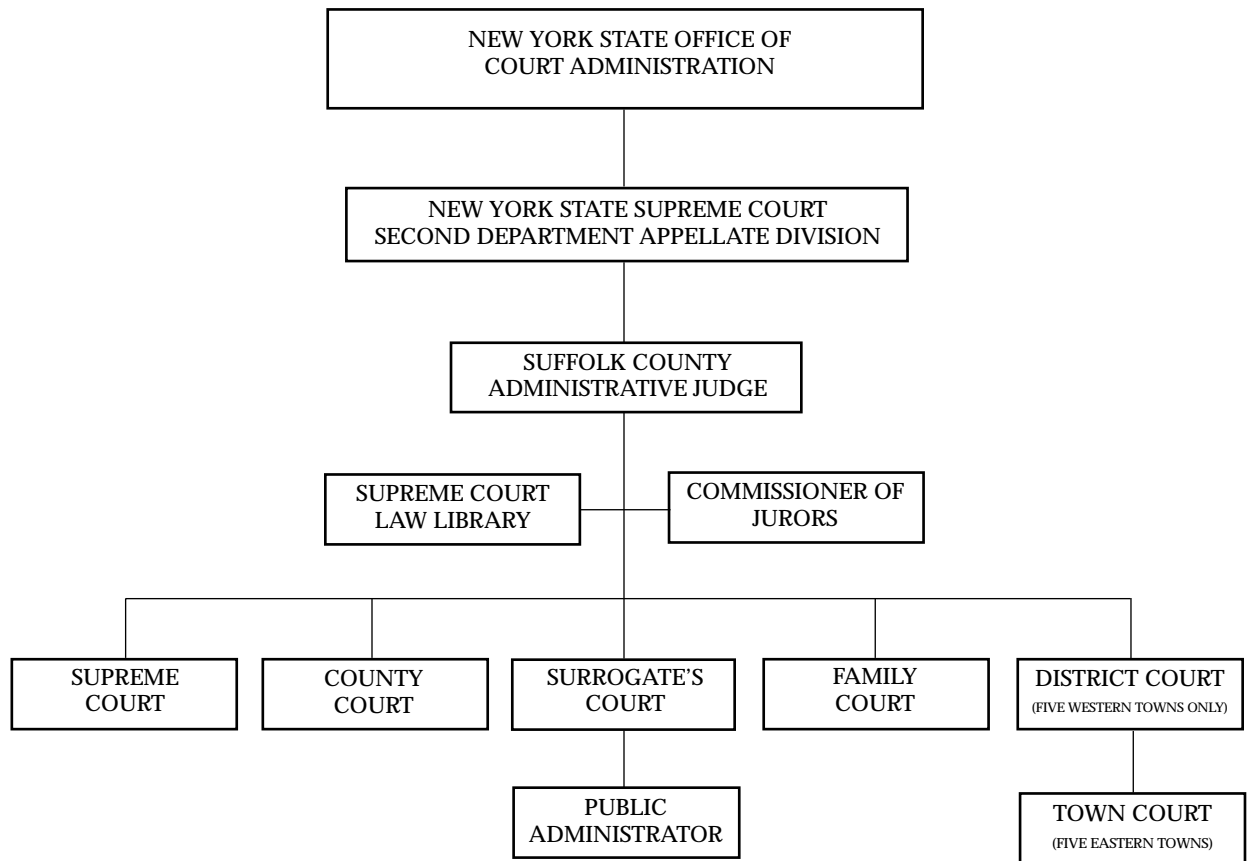 NEW YORK STATE OFFICE OF
COURT ADMINISTRATION
NEW YORK STATE SUPREME COURT
SECOND DEPARTMENT APPELLATE DIVISION
SUFFOLK COUNTY
ADMINISTRATIVE JUDGE
SUPREME COURT
LAW LIBRARY
COMMISSIONER OF
JURORS
SUPREME
COURT
COUNTY
COURT
SURROGATE’S
COURT
FAMILY
COURT
DISTRICT COURT
(FIVE WESTERN TOWNS ONLY)
PUBLIC
ADMINISTRATOR
TOWN COURT
(FIVE EASTERN TOWNS)